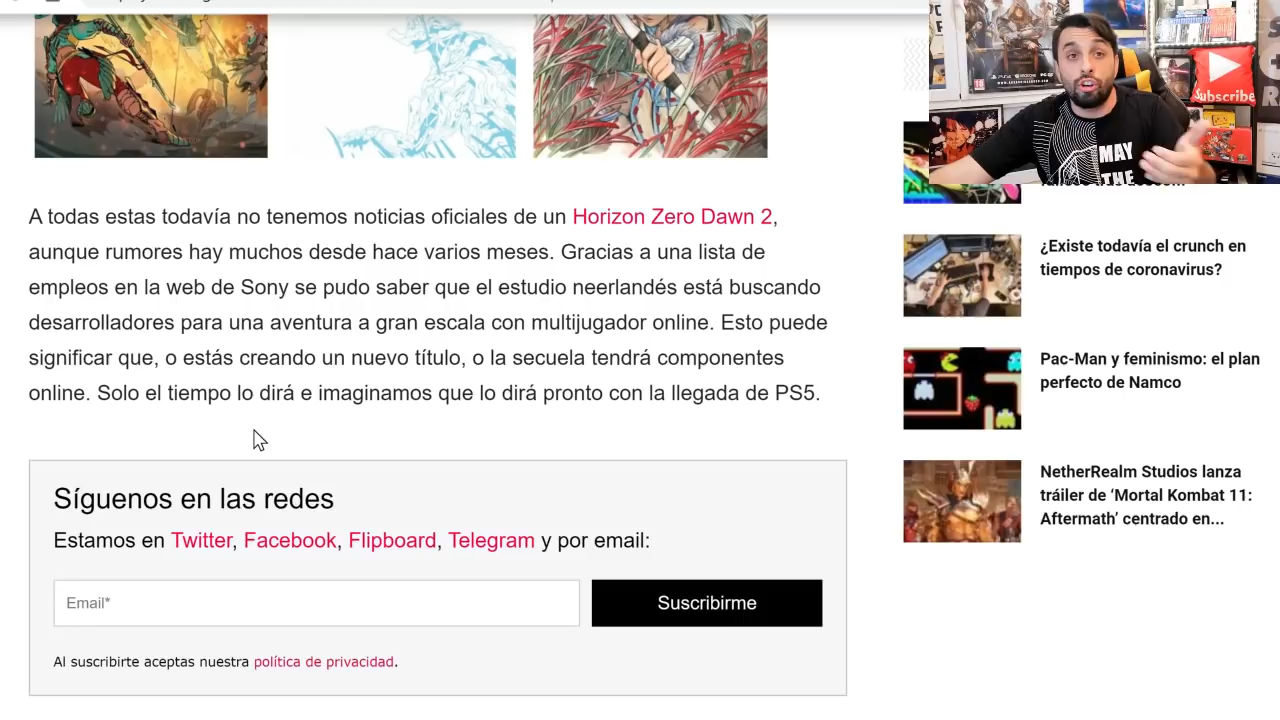 A todas estas todavía no tenemos noticias oficiales de un Horizon Zero Dawn 2,
aunque rumores hay muchos desde hace varios meses. Gracias a una lista de
empleos en la web de Sony se pudo saber que el estudio neerlandés está buscando
desarrolladores para una aventura a gran escala con multijugador online. Esto puede
significar que, o estás creando un nuevo título, o la secuela tendrá componentes
online. Solo el tiempo lo dirá e imaginamos que lo dirá pronto con la llegada de PS5.
Síguenos en las redes
Estamos en Twitter, Facebook, Flipboard, Telegram y por email:
Email*
Suscribirme
Al suscribirte aceptas nuestra política de privacidad.
Subscribe
MAY
THE
¿Existe todavía el crunch en
tiempos de coronavirus?
Pac-Man y feminismo: el plan
perfecto de Namco
NetherRealm Studios lanza
tráiler de ‘Mortal Kombat 11:
Aftermath’ centrado en...